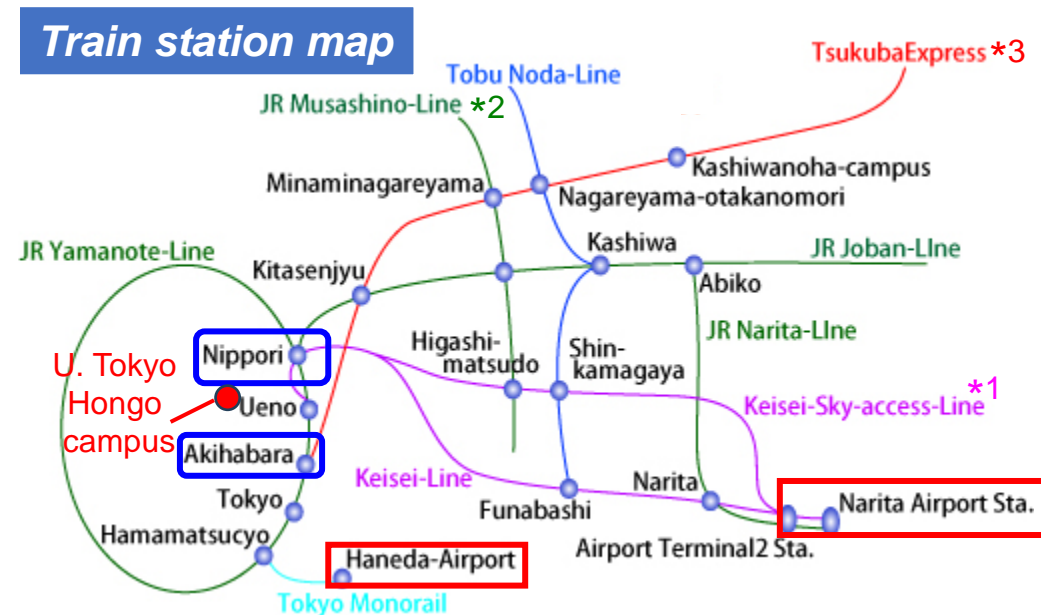 Train station map
TsukubaExpress *3
Tobu Noda-Line
JR Musashino-Line *2
Kashiwanoha-campus
Minaminagareyama
Nagareyama-otakanomori
JR Yamanote-Line
Kashiwa
JR Joban-LIne
Kitasenjyu
Abiko
JR Narita-LIne
Nippori
Higashi-
matsudo
Shin-
kamagaya
U. Tokyo
Hongo
campus
Ueno
*1
Keisei-Sky-access-Line
Akihabara
Keisei-Line
Narita
Tokyo
Funabashi
Narita Airport Sta.
Hamamatsucyo
Airport Terminal2 Sta.
Haneda-Airport
Tokyo Monorail